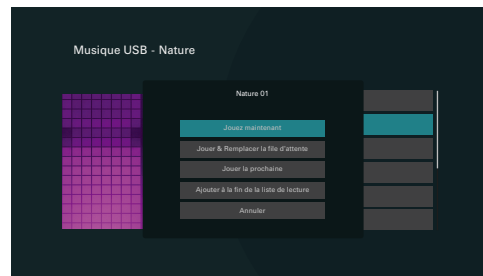 Musique USB - Nature
Nature 01
Jouez maintenant
Jouer & Remplacer la file d'attente
Jouer la prochaine
Ajouter à la fin de la liste de lecture
Annuler